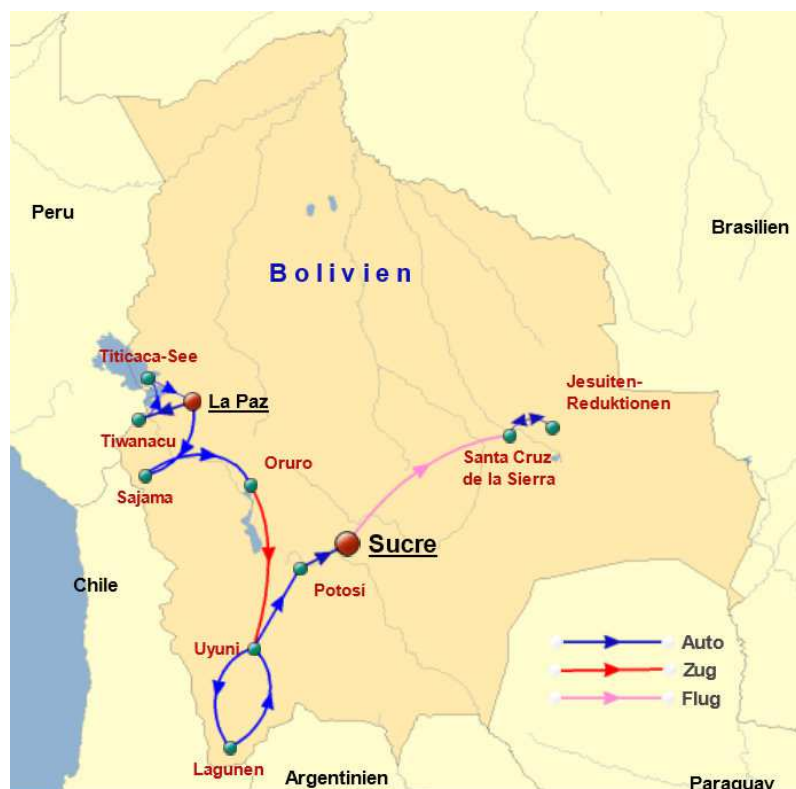 Peru
Brasilien
Bolivien
Titicaca-See
La Paz
Jesuiten-
Reduktionen
Tiwanacu
Oruro
Santa Cruz
de la Sierra
Sajama
Sucre
Chile
Potosi
Uyuni
Auto
Zug
Flug
Lagunen
Argentinien
Paraguay